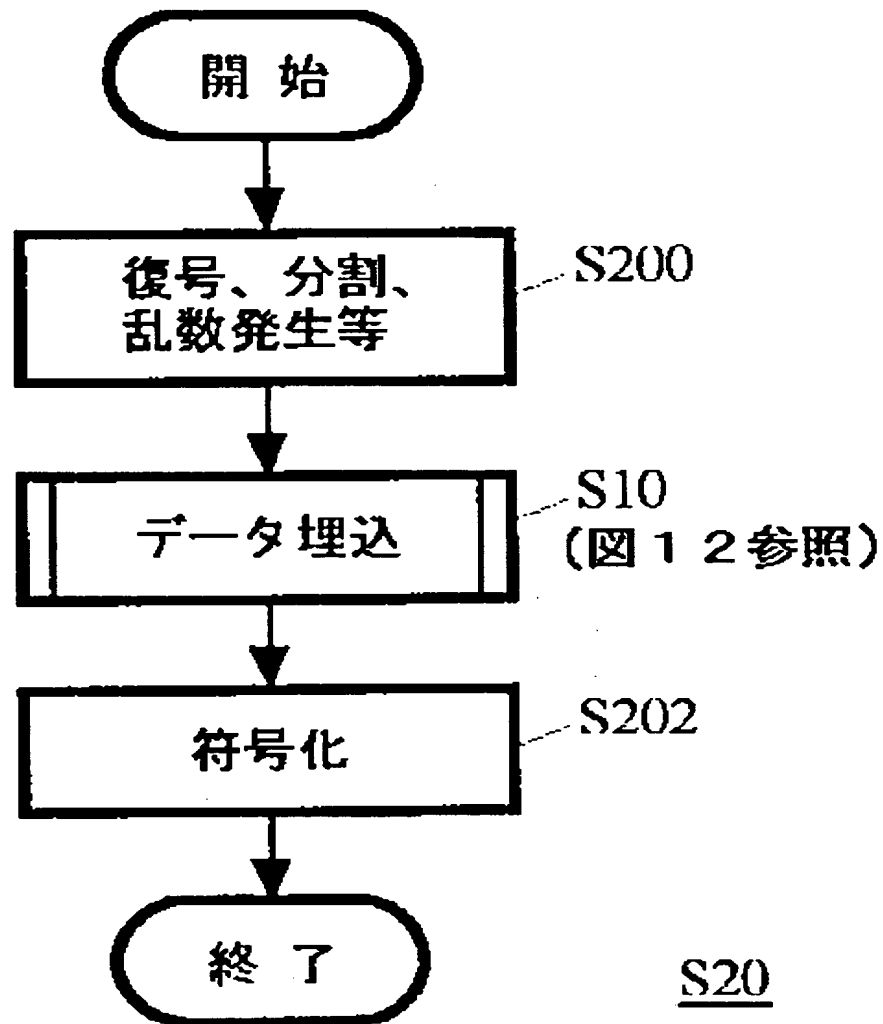 開 始
復号、分割、
乱数発生等
S200
データ埋込
S10
(図12参照)
符号化
S202
終 了
S20